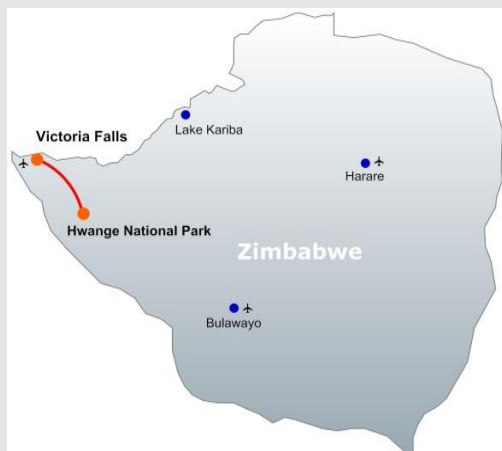 Lake Kariba
Victoria Falls
Harare
Hwange National Park
Zimbabwe
Bulawayo